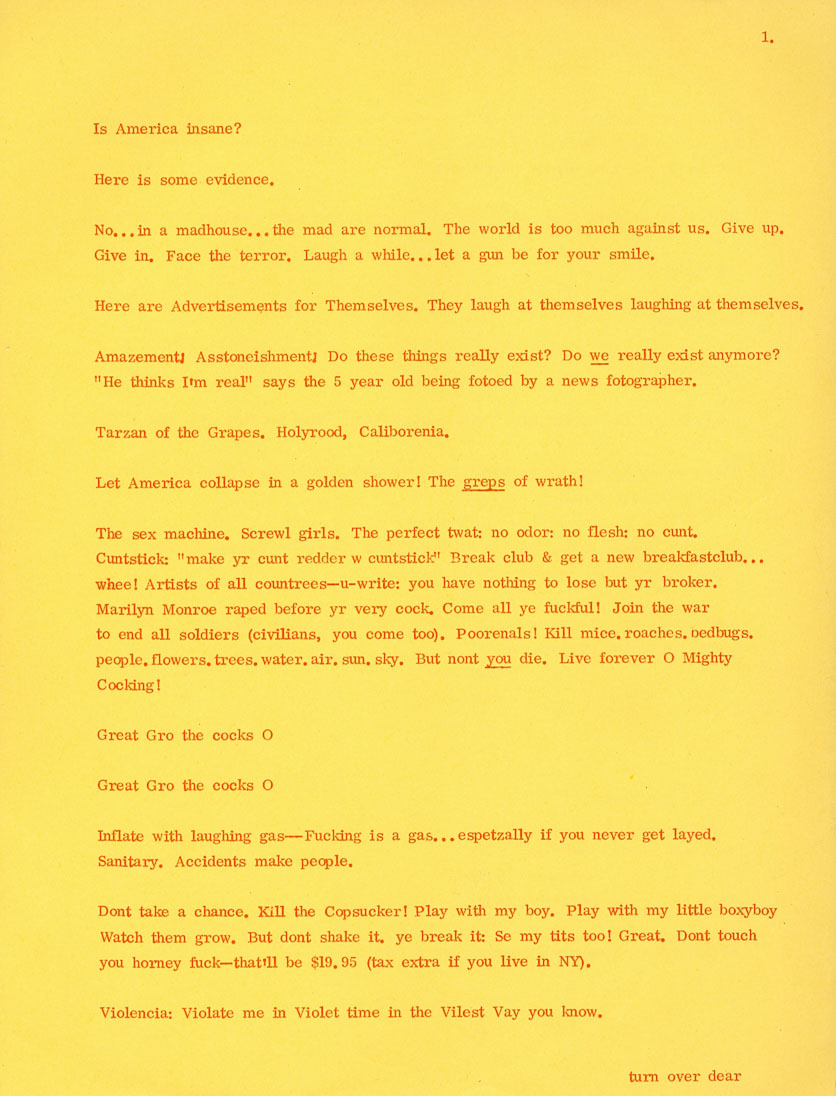 1.
Is America insane?
Here is some evidence.
No...in a madhouse...the mad are normal. The world is too much against us. Give up.
Give in. Face the terror. Laugh a while...let a gun be for your smile.
Here are Advertisements for Themselves. They laugh at themselves laughing at themselves.
Amazement! Asstoneishment! Do these things really exist? Do we really exist anymore?
"He thinks I'm real" says the 5 year old being fotoed by a news fotographer.
Tarzan of the Grapes. Holyrood, Caliborenia.
Let America collapse in a golden shower! The greps of wrath!
The sex machine. Screwl girls. The perfect twat: no odor: no flesh: no cunt.
Cuntstick: "make yr cunt redder w cuntstick" Break club & get a new breakfastclub...
whee! Artists of all countrees—u-write: you have nothing to lose but yr broker.
Marilyn Monroe raped before yr very cock. Come all ye fuckful! Join the war
to end all soldiers (civilians, you come too). Poorenals! Kill mice.roaches.bedbugs.
people.flowers.trees.water.air.sun.sky. But nont you die. Live forever O Mighty
Cocking!
Great Gro the cocks O
Great Gro the cocks O
Inflate with laughing gas—Fucking is a gas...espetzally if you never get layed.
Sanitary. Accidents make people.
Dont take a chance. Kill the Copsucker! Play with my boy. Play with my little boxyboy
Watch them grow. But dont shake it. ye break it: Se my tits too! Great. Dont touch
you horney fuck—that'll be $19.95 (tax extra if you live in NY).
Violencia: Violate me in Violet time in the Vilest Vay you know.
turn over dear